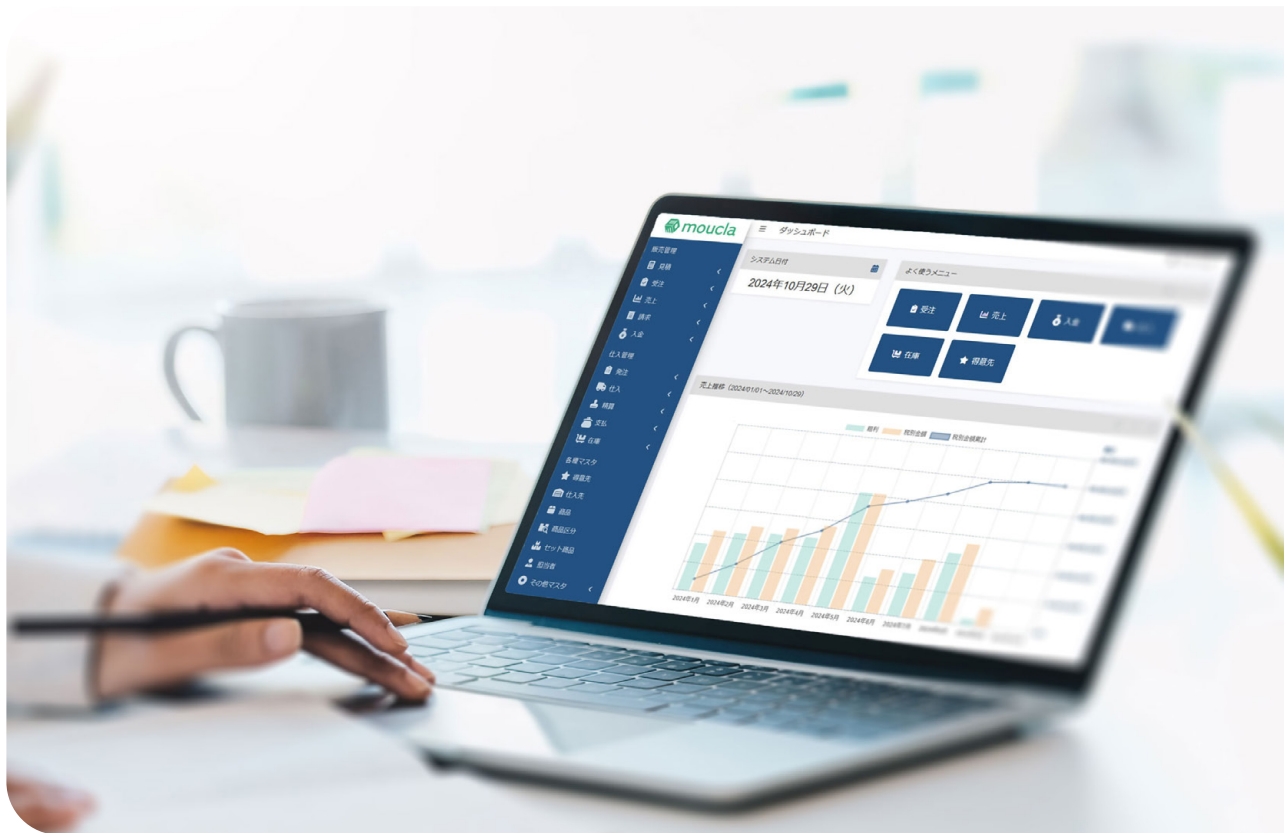 moucla
ダッシュボード
販売管理
見積
受注
売上
請求
入金
仕入管理
発注
仕入
支払
在庫
各種マスタ
得意先
仕入先
商品
商品区分
セット商品
担当者
その他マスタ
システム日付
2024年10月29日（火）
よく使うメニュー
受注
売上
入金
在庫
得意先
売上推移（2024/01/01～2024/10/29）
粗利
税別金額
税別金額累計
2024年1月
2024年2月
2024年3月
2024年4月
2024年5月
2024年6月
2024年7月